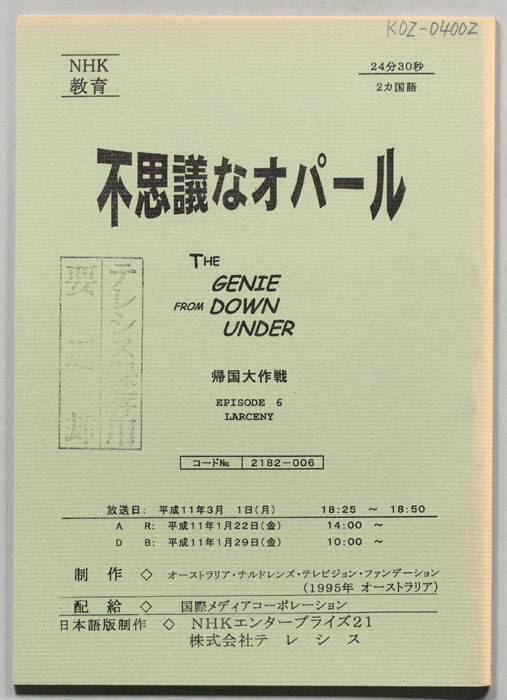 KOZ-0400Z
NHK
教育
24分30秒
2カ国語
不思議なオパール
THE
GENIE
FROM DOWN
UNDER
テレシス保存用
要返却
帰国大作戦
EPISODE 6
LARCENY
コードNo. 2182-006
放送日: 平成11年3月 1日(月) 18:25 ～ 18:50
A R: 平成11年1月22日(金) 14:00 ～
D B: 平成11年1月29日(金) 10:00 ～
制 作 ◇ オーストラリア・チルドレンズ・テレビジョン・ファンデーション
(1995年 オーストラリア)
配 給 ◇ 国際メディアコーポレーション
日本語版制作 ◇ NHKエンタープライズ21
株式会社テ レ シ ス